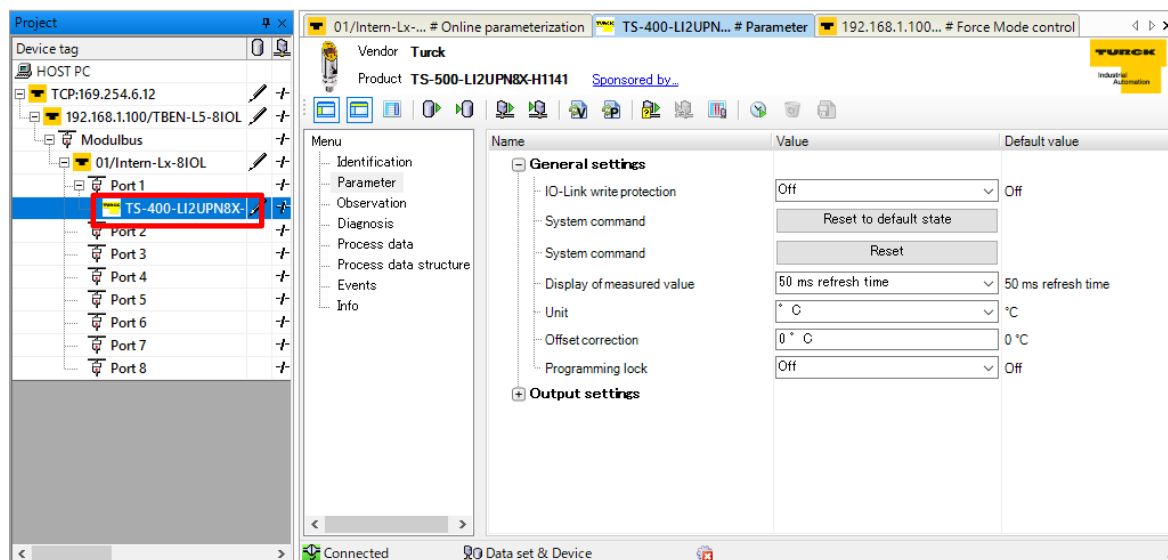 Project
Device tag
HOST PC
TCP:169.254.6.12
192.168.1.100/TBEN-L5-8IOL
Modulbus
01/Intern-Lx-8IOL
Port 1
TS-400-LI2UPN8X-
Port 2
Port 3
Port 4
Port 5
Port 6
Port 7
Port 8
01/Intern-Lx-... # Online parameterization
TS-400-LI2UPN... # Parameter
192.168.1.100... # Force Mode control
Vendor Turck
Product TS-500-LI2UPN8X-H1141 Sponsored by...
TURCK
Industrial
Automation
Menu
Identification
Parameter
Observation
Diagnosis
Process data
Process data structure
Events
Info
Name Value Default value
General settings
IO-Link write protection Off Off
System command Reset to default state
System command Reset
Display of measured value 50 ms refresh time 50 ms refresh time
Unit ° C °C
Offset correction 0 ° C 0 °C
Programming lock Off Off
Output settings
Connected Data set & Device